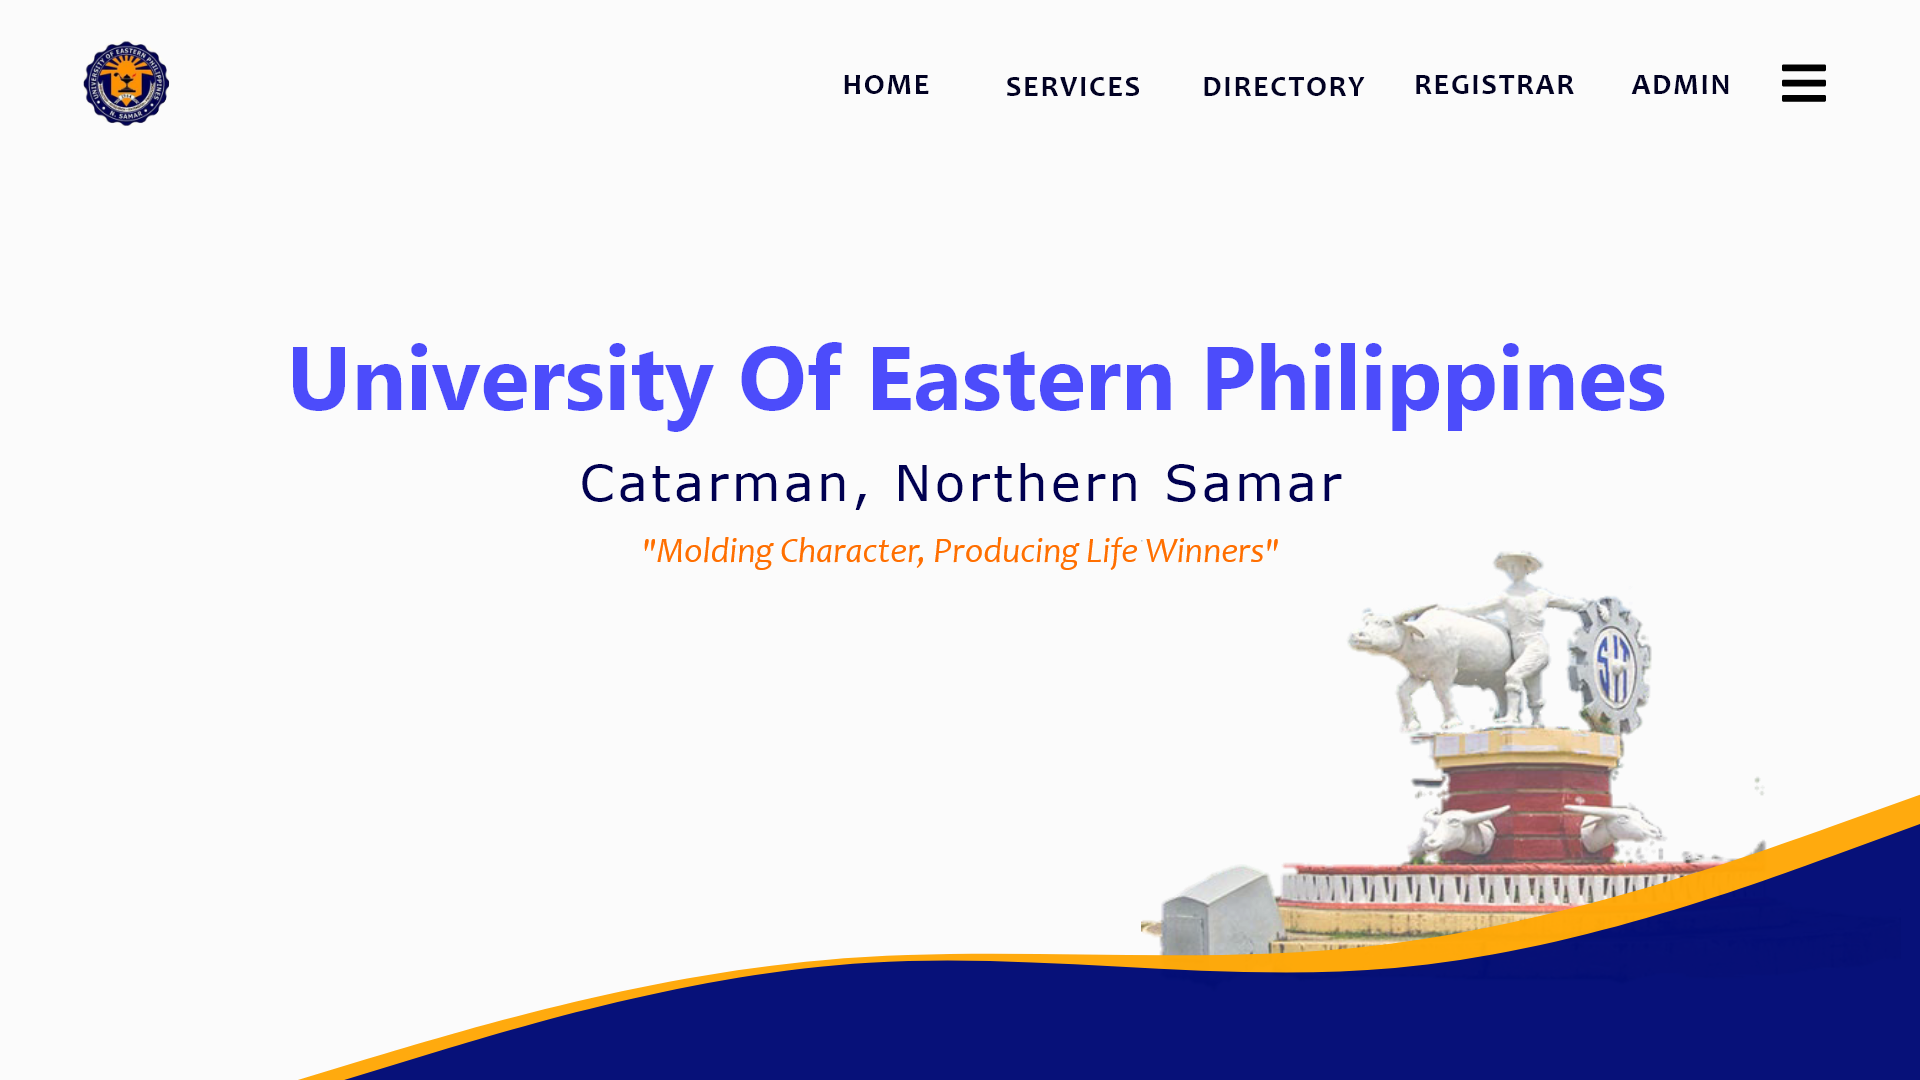 UNIVERSITY OF EASTERN PHILIPPINES
N. SAMAR
HOME SERVICES DIRECTORY REGISTRAR ADMIN
University Of Eastern Philippines
Catarman, Northern Samar
"Molding Character, Producing Life Winners"